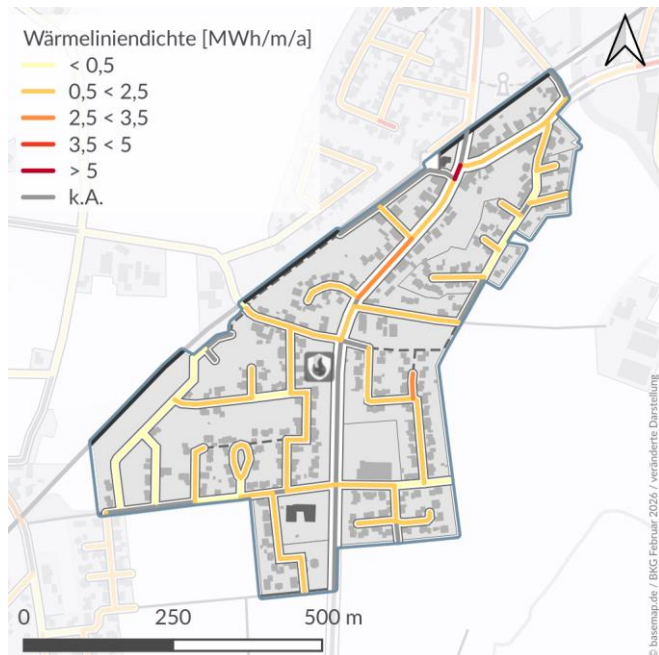 Wärmeliniendichte [MWh/m/a]
< 0,5
0,5 < 2,5
2,5 < 3,5
3,5 < 5
> 5
k.A.
0 250 500 m
© basemap.de / BKG Februar 2026 / veränderte Darstellung